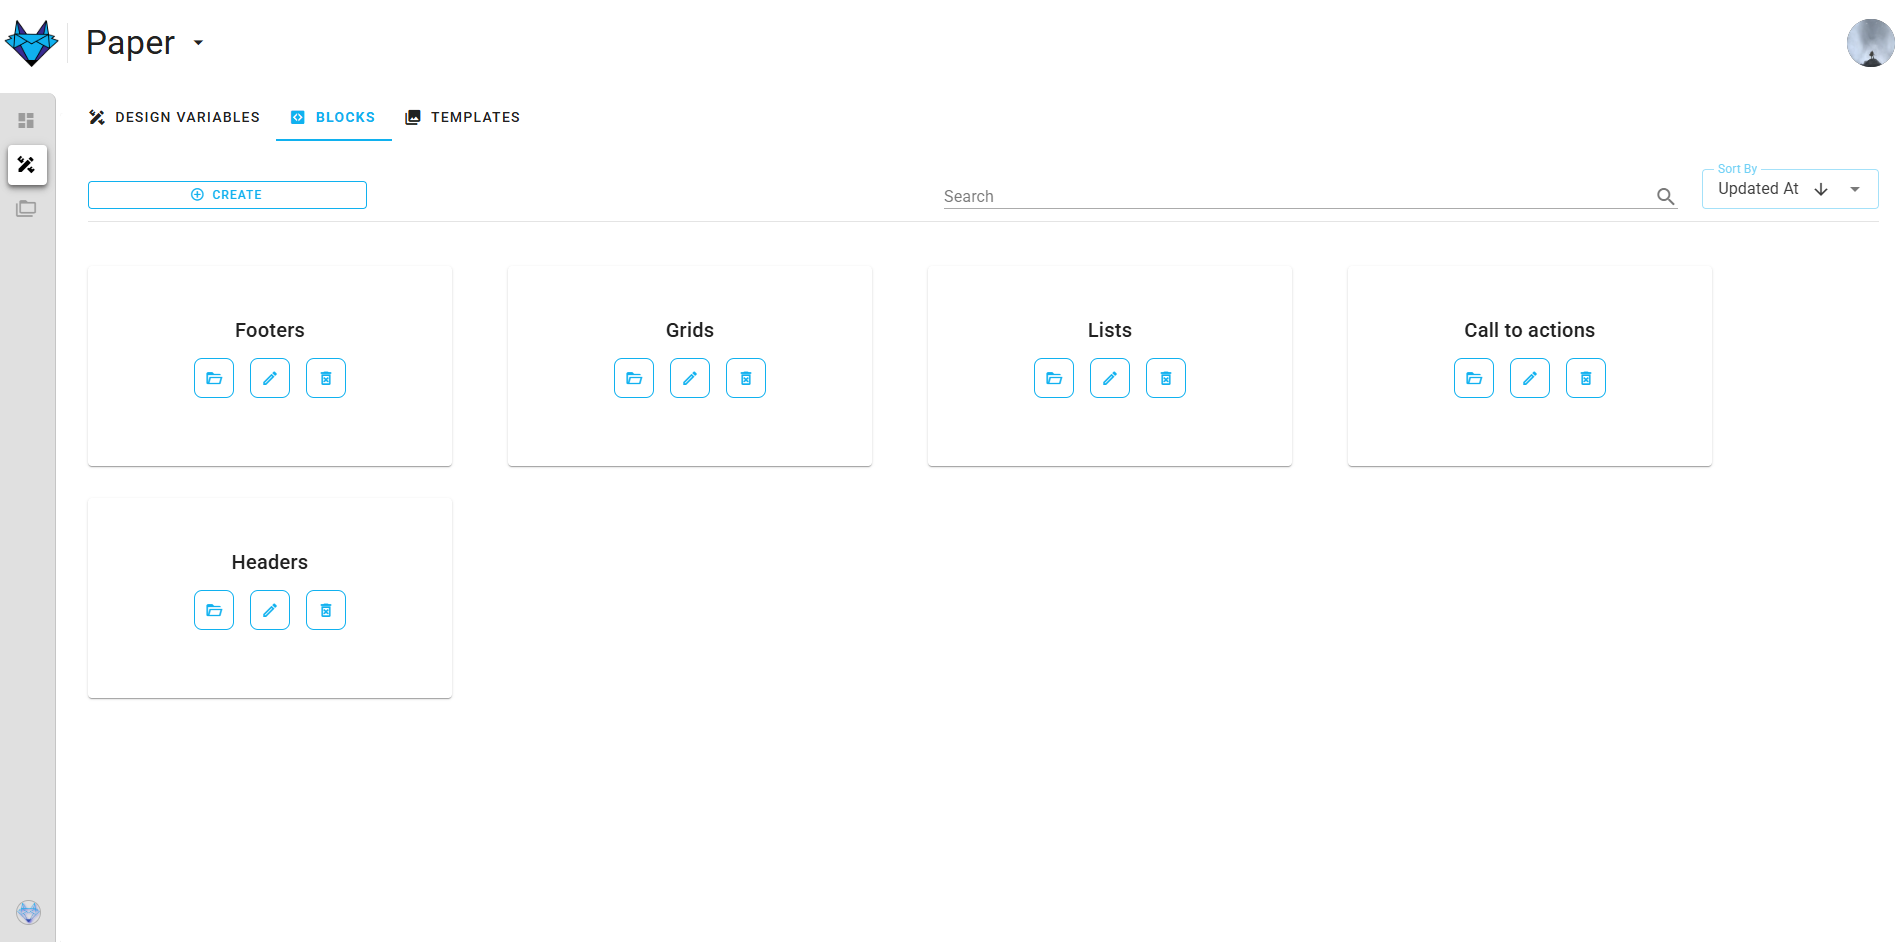 Paper
DESIGN VARIABLES
BLOCKS
TEMPLATES
CREATE
Search
Sort By
Updated At
Footers
Grids
Lists
Call to actions
Headers